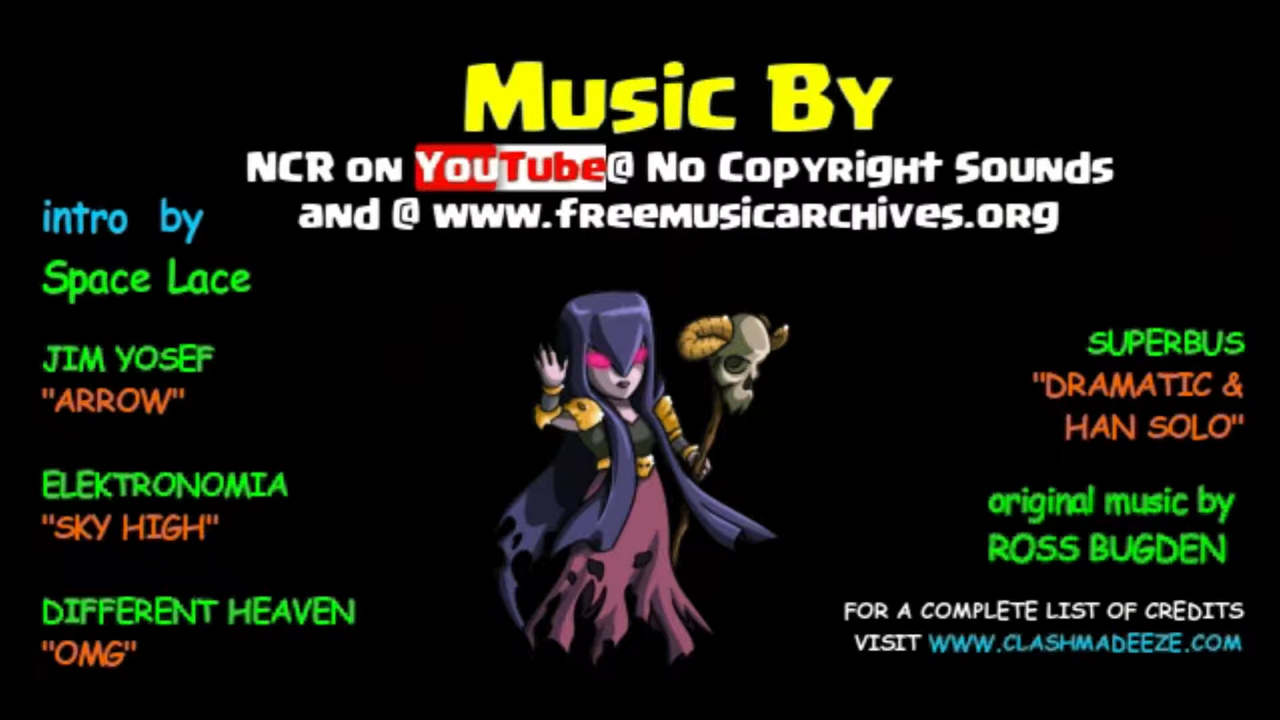 Music By
NCR on YouTube@ No Copyright Sounds
and @ www.freemusicarchives.org
intro by
Space Lace
JIM YOSEF
"ARROW"
ELEKTRONOMIA
"SKY HIGH"
DIFFERENT HEAVEN
"OMG"
SUPERBUS
"DRAMATIC &
HAN SOLO"
original music by
ROSS BUGDEN
FOR A COMPLETE LIST OF CREDITS
VISIT WWW.CLASHMADEEZE.COM